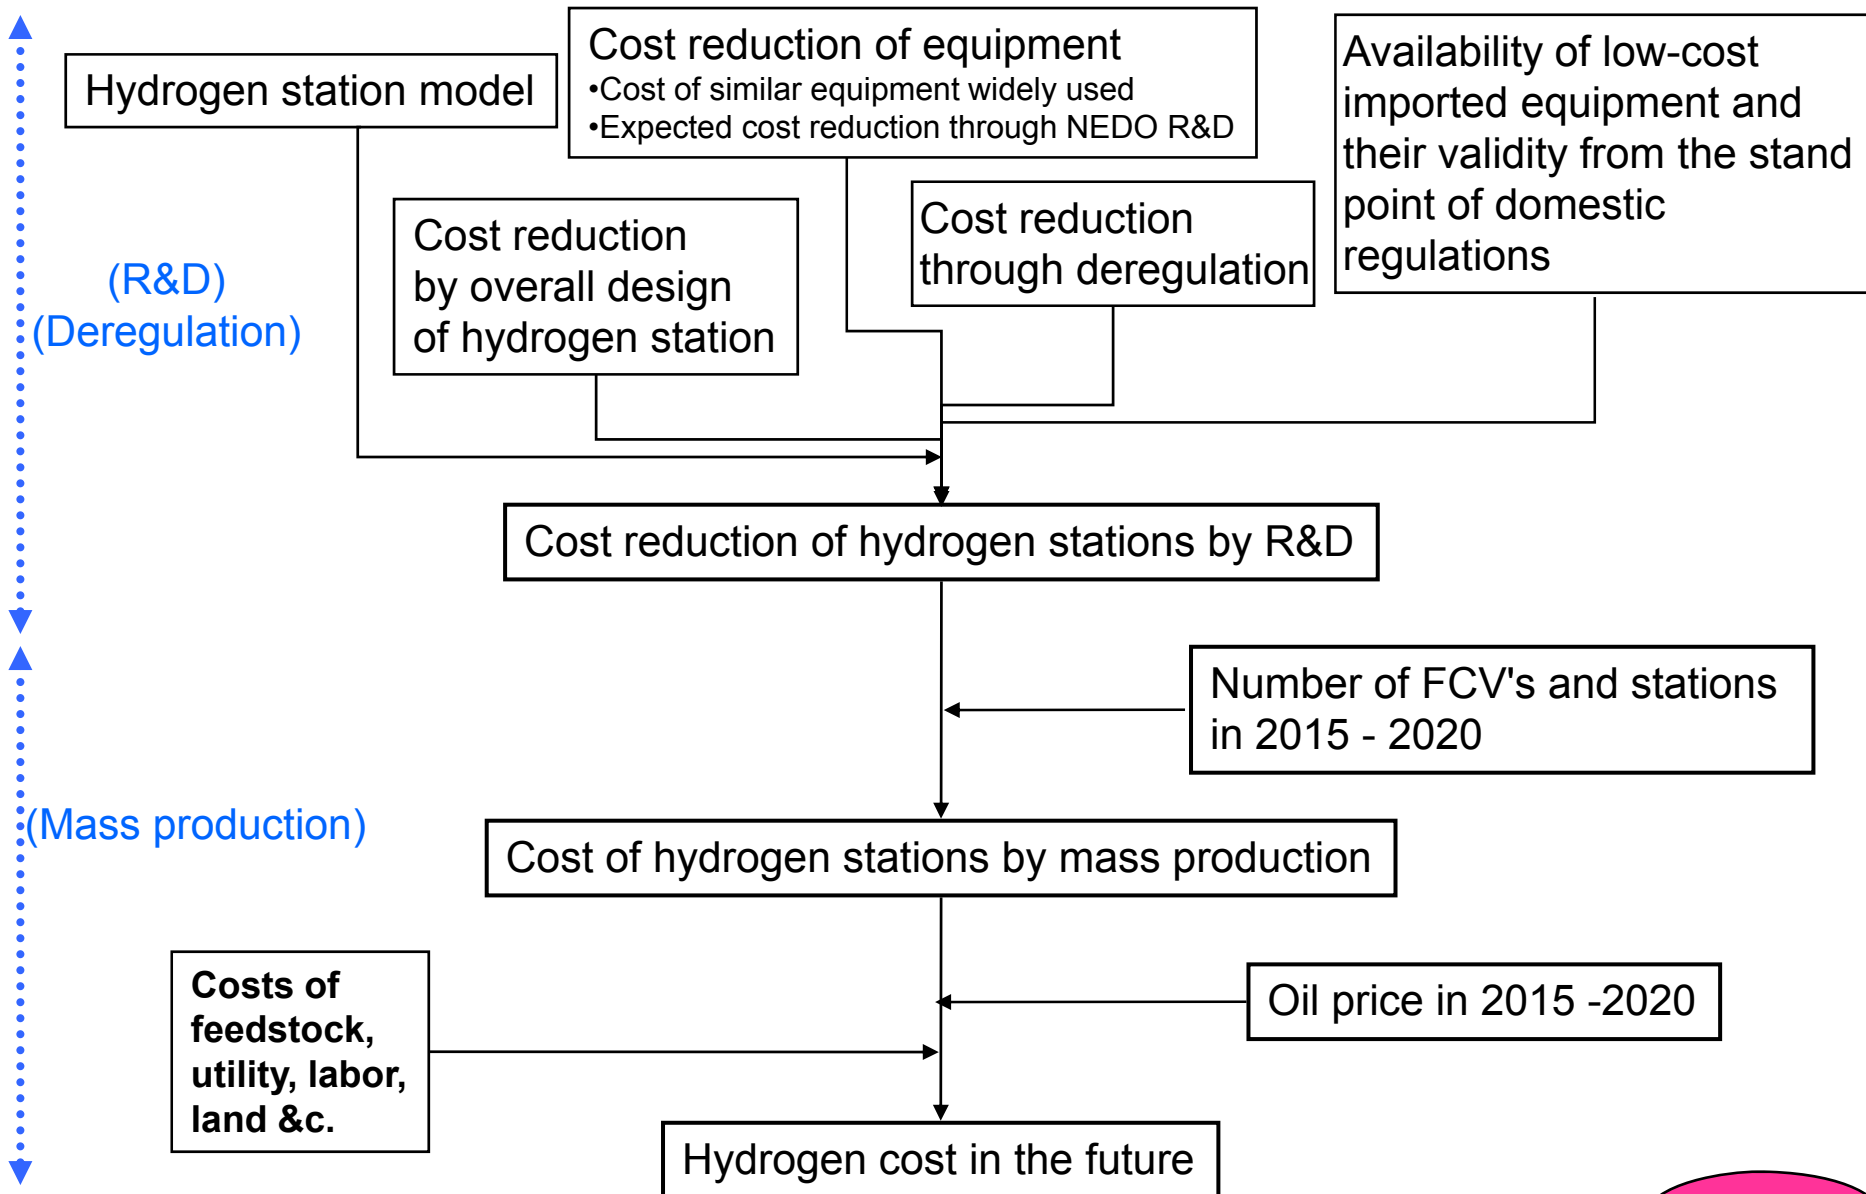 Hydrogen station model
Cost reduction of equipment
•Cost of similar equipment widely used
•Expected cost reduction through NEDO R&D
Availability of low-cost
imported equipment and
their validity from the stand
point of domestic
regulations
Cost reduction
by overall design
of hydrogen station
Cost reduction
through deregulation
(R&D)
(Deregulation)
Cost reduction of hydrogen stations by R&D
Number of FCV's and stations
in 2015 - 2020
(Mass production)
Cost of hydrogen stations by mass production
Costs of
feedstock,
utility, labor,
land &c.
Oil price in 2015 -2020
Hydrogen cost in the future